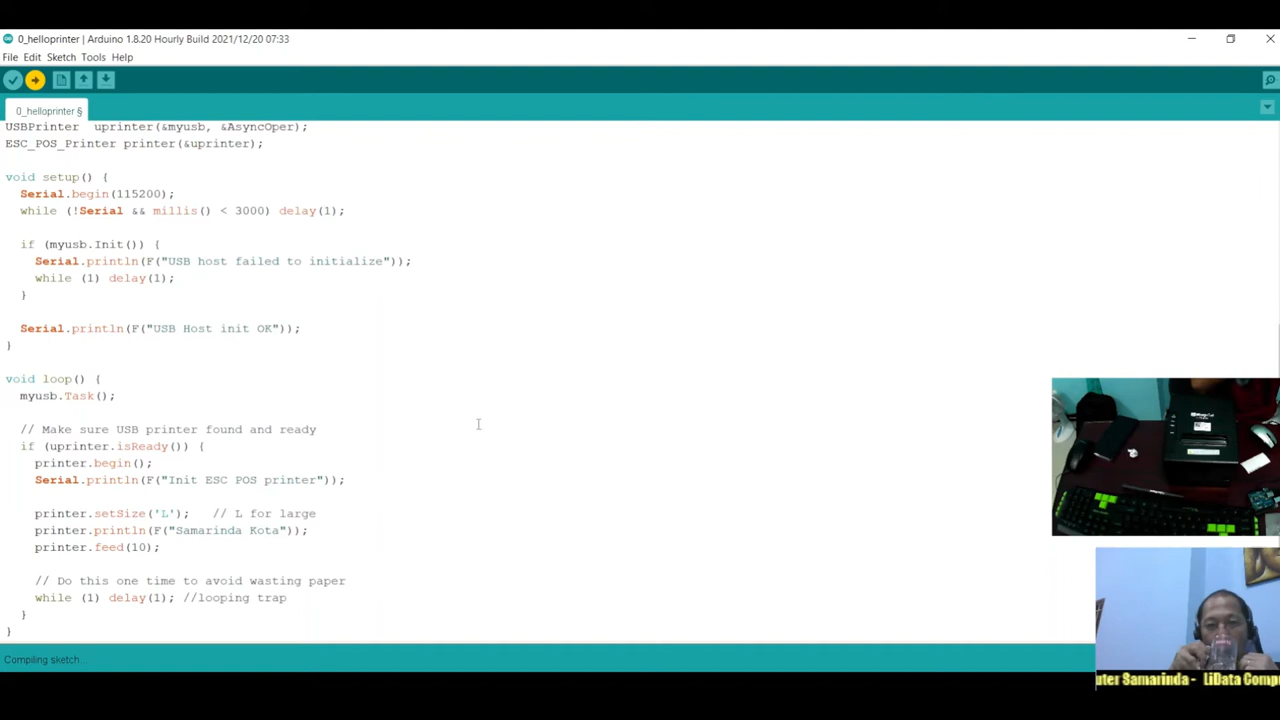 0_helloprinter | Arduino 1.8.20 Hourly Build 2021/12/20 07:33
File Edit Sketch Tools Help
0_helloprinter §
USBPrinter  uprinter(&myusb, &AsyncOper);
ESC_POS_Printer printer(&uprinter);
void setup() {
Serial.begin(115200);
while (!Serial && millis() < 3000) delay(1);
if (myusb.Init()) {
Serial.println(F("USB host failed to initialize"));
while (1) delay(1);
}
Serial.println(F("USB Host init OK"));
}
void loop() {
myusb.Task();
// Make sure USB printer found and ready
if (uprinter.isReady()) {
printer.begin();
Serial.println(F("Init ESC POS printer"));
printer.setSize('L');   // L for large
printer.println(F("Samarinda Kota"));
printer.feed(10);
// Do this one time to avoid wasting paper
while (1) delay(1); //looping trap
}
}
Compiling sketch...
uter Samarinda -  LiData Comp